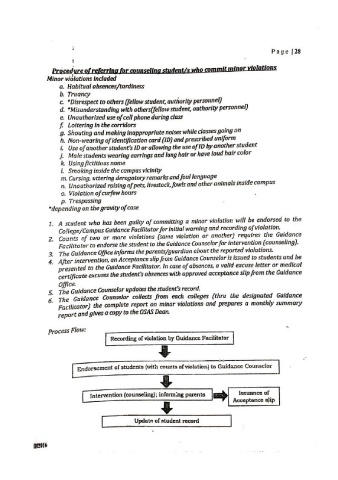 Page | 28
Procedure of referring for counseling student/s who commit minor violations
Minor violations included
a. Habitual absences/tardiness
b. Truancy
c. *Disrespect to others (fellow student, authority personnel)
d. *Misunderstanding with others(fellow student, authority personnel)
e. Unauthorized use of cell phone during class
f. Loitering in the corridors
g. Shouting and making inappropriate noises while classes going on
h. Non-wearing of identification card (ID) and prescribed uniform
i. Use of another student's ID or allowing the use of ID by another student
j. Male students wearing earrings and long hair or have loud hair color
k. Using fictitious name
l. Smoking inside the campus vicinity
m. Cursing, uttering derogatory remarks and foul language
n. Unauthorized raising of pets, livestock, fowls and other animals inside campus
o. Violation of curfew hours
p. Trespassing
*depending on the gravity of case
1. A student who has been guilty of committing a minor violation will be endorsed to the
College/Campus Guidance Facilitator for initial warning and recording of violation.
2. Counts of two or more violations (same violation or another) requires the Guidance
Facilitator to endorse the student to the Guidance Counselor for intervention (counseling).
3. The Guidance Office informs the parents/guardian about the reported violations.
4. After intervention, an Acceptance slip from Guidance Counselor is issued to students and be
presented to the Guidance Facilitator. In case of absences, a valid excuse letter or medical
certificate excuses the student's absences with approved acceptance slip from the Guidance
Office.
5. The Guidance Counselor updates the student's record.
6. The Guidance Counselor collects from each colleges (thru the designated Guidance
Facilitator) the complete report on minor violations and prepares a monthly summary
report and gives a copy to the OSAS Dean.
Process Flow:
Recording of violation by Guidance Facilitator
Endorsement of students (with counts of violation) to Guidance Counselor
Intervention (counseling); informing parents
Issuance of
Acceptance slip
Update of student record